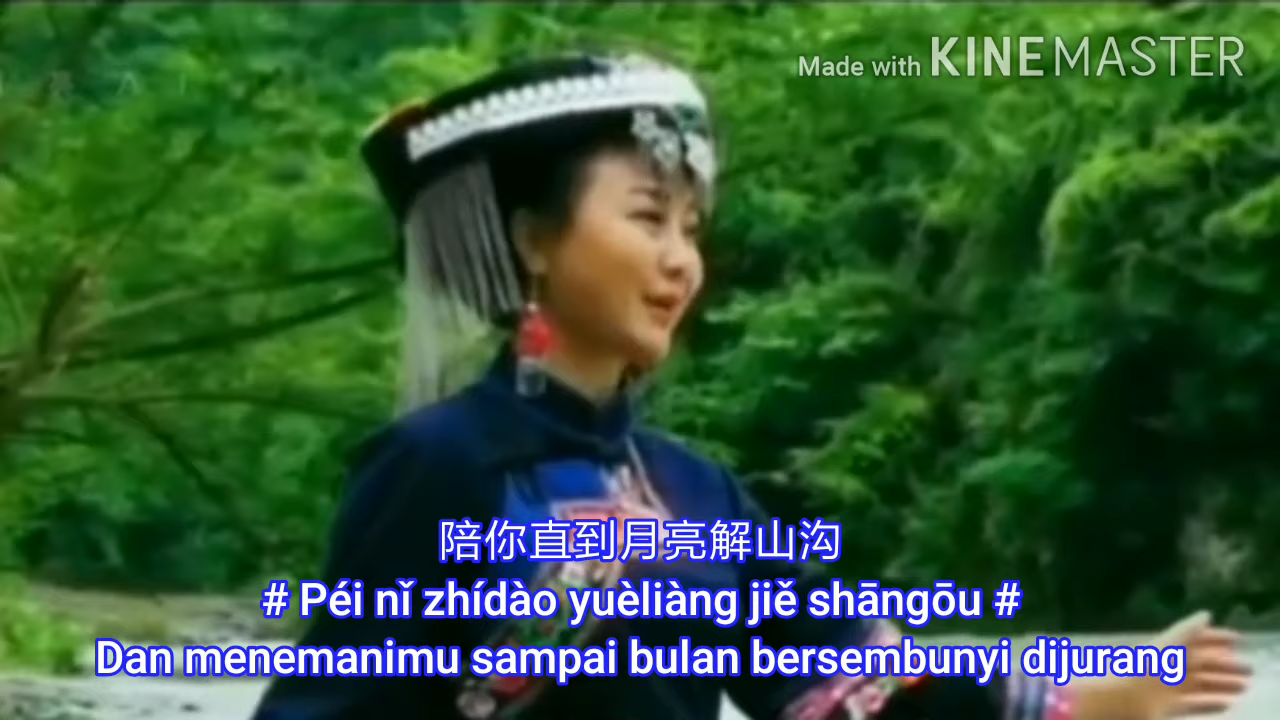 Made with KINEMASTER
陪你直到月亮解山沟
# Péi nǐ zhídào yuèliàng jiě shāngōu #
Dan menemanimu sampai bulan bersembunyi dijurang